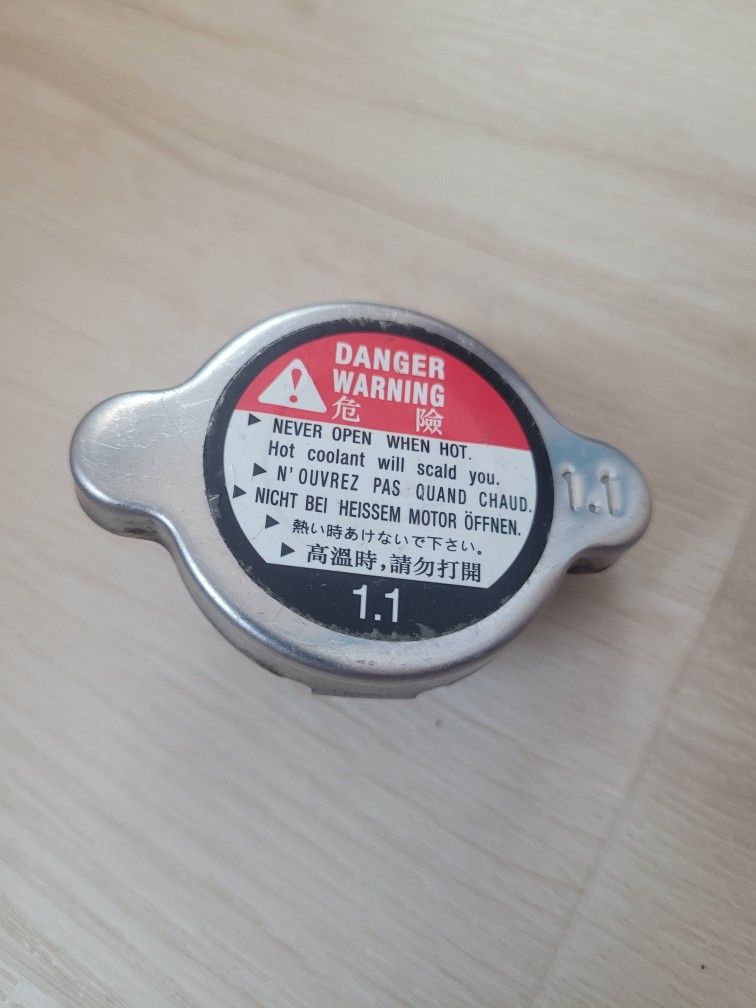 DANGER
WARNING
危 險
▶ NEVER OPEN WHEN HOT.
Hot coolant will scald you.
▶ N'OUVREZ PAS QUAND CHAUD.
▶ NICHT BEI HEISSEM MOTOR ÖFFNEN.
▶ 熱い時あけないで下さい。
▶ 高溫時,請勿打開
1.1
1.1